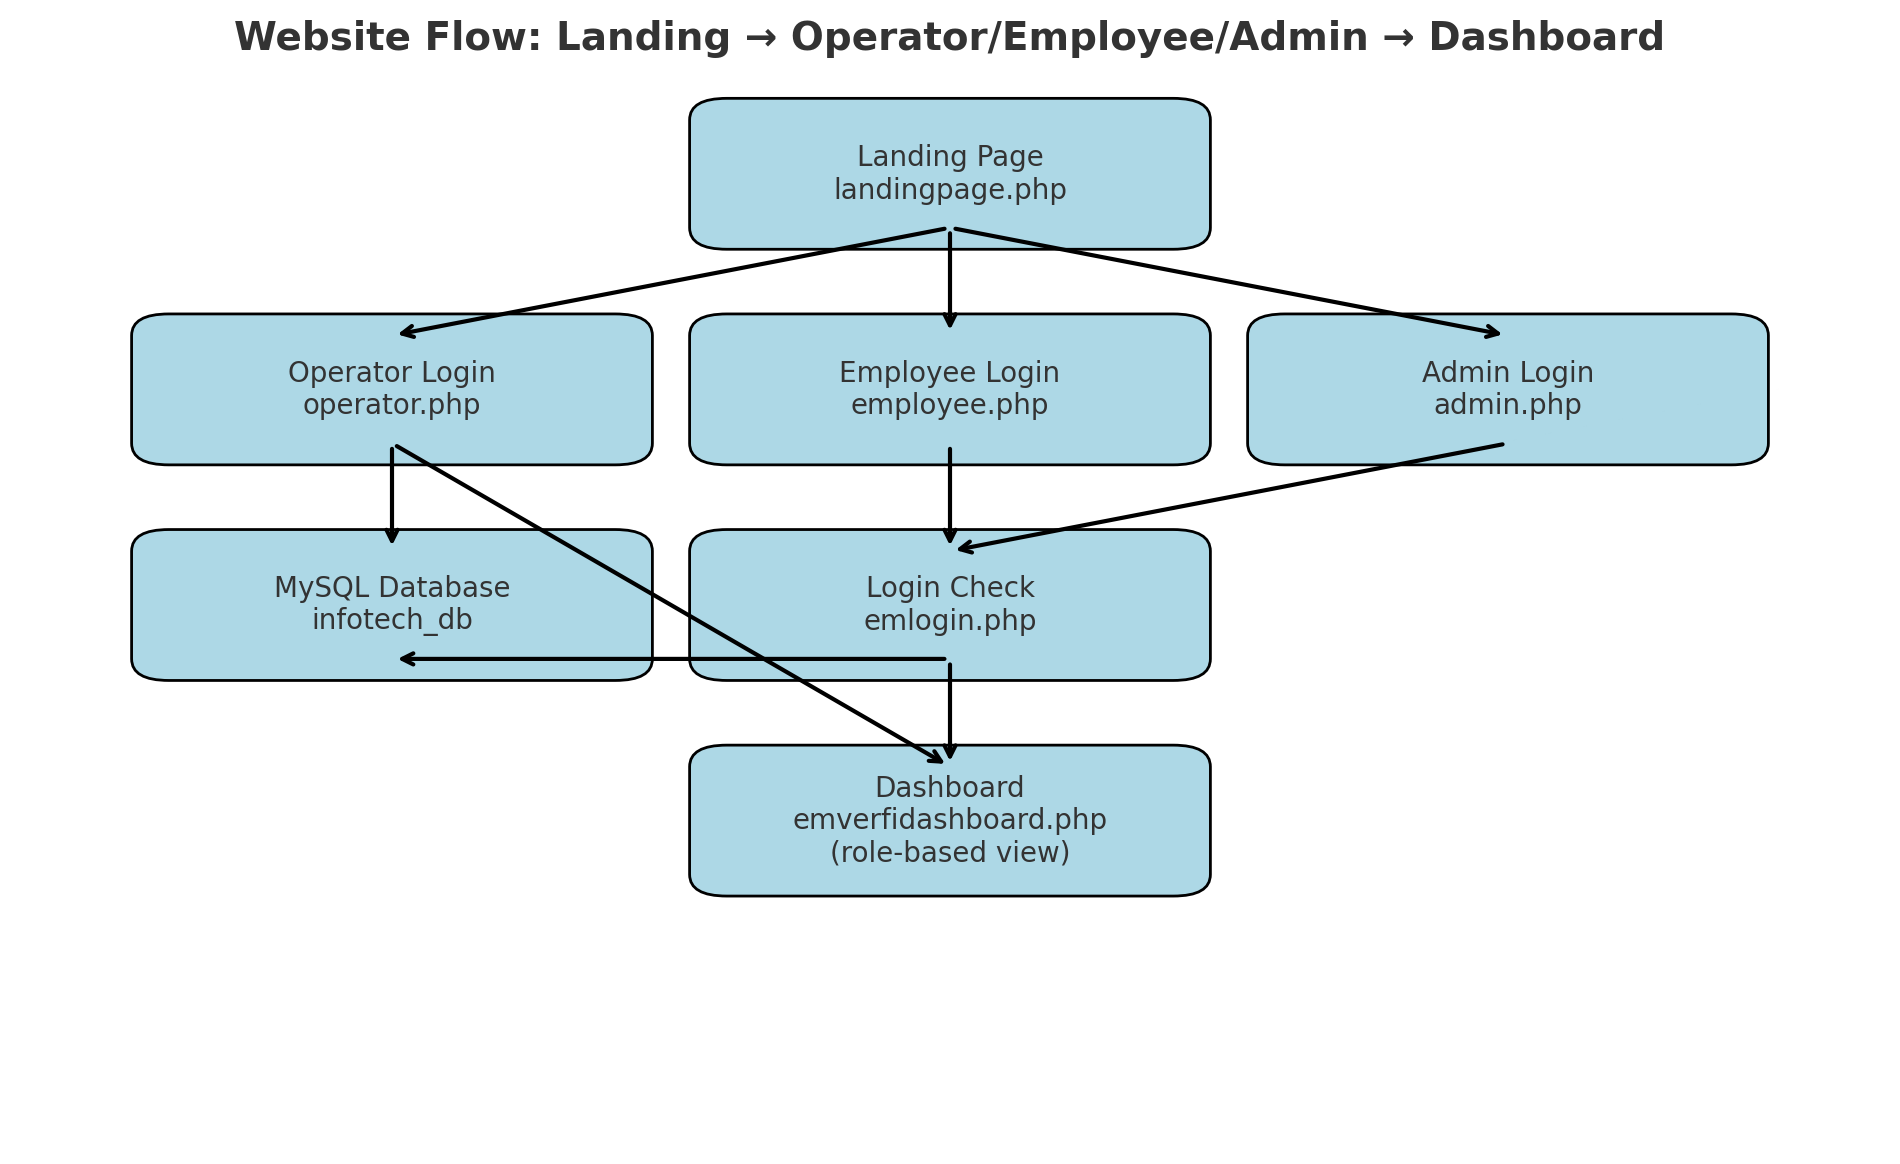 Website Flow: Landing → Operator/Employee/Admin → Dashboard
Landing Page
landingpage.php
Operator Login
operator.php
Employee Login
employee.php
Admin Login
admin.php
MySQL Database
infotech_db
Login Check
emlogin.php
Dashboard
emverfidashboard.php
(role-based view)